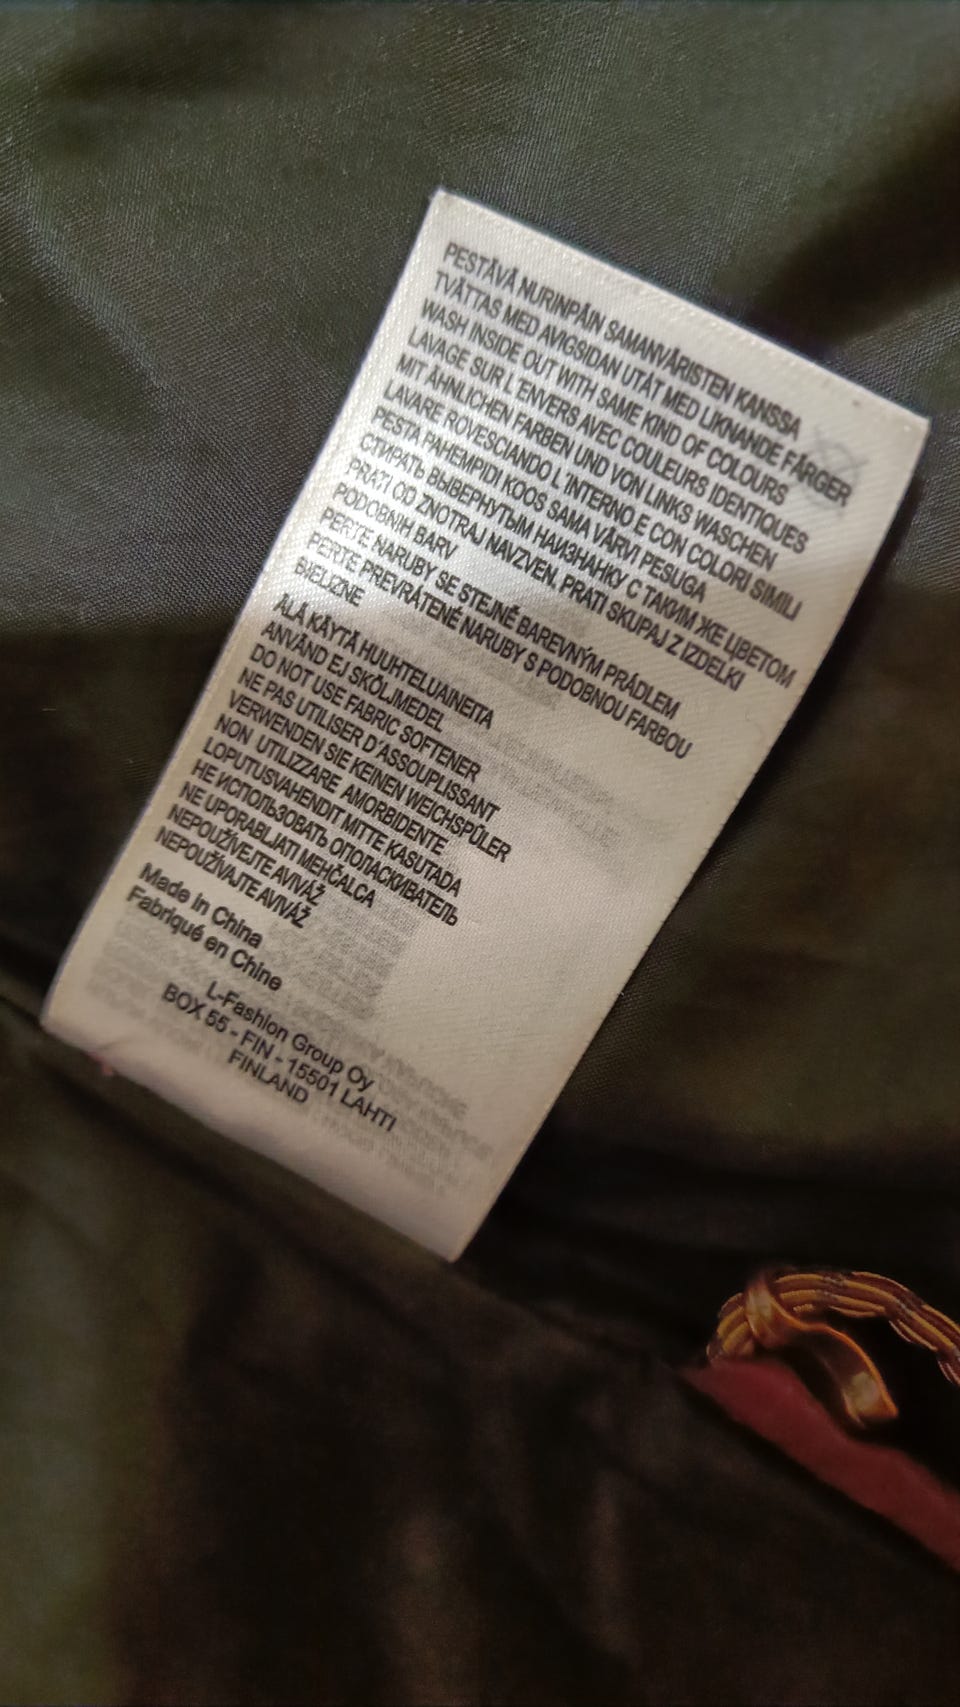 PESTÄVÄ NURINPÄIN SAMANVÄRISTEN KANSSA
TVÄTTAS MED AVIGSIDAN UTÅT MED LIKNANDE FÄRGER
WASH INSIDE OUT WITH SAME KIND OF COLOURS
LAVAGE SUR L'ENVERS AVEC COULEURS IDENTIQUES
MIT ÄHNLICHEN FARBEN UND VON LINKS WASCHEN
LAVARE ROVESCIANDO L'INTERNO E CON COLORI SIMILI
PESTA PAHEMPIDI KOOS SAMA VÄRVI PESUGA
СТИРАТЬ ВЫВЕРНУТЫМ НАИЗНАНКУ С ТАКИМ ЖЕ ЦВЕТОМ
PRATI OD ZNOTRAJ NAVZVEN. PRATI SKUPAJ Z IZDELKI
PODOBNIH BARV
PERTE NARUBY SE STEJNĚ BAREVNÝM PRÁDLEM
PERTE PREVRÁTENÉ NARUBY S PODOBNOU FARBOU
BIELIZNE
ÄLÄ KÄYTÄ HUUHTELUAINEITA
ANVÄND EJ SKÖLJMEDEL
DO NOT USE FABRIC SOFTENER
NE PAS UTILISER D'ASSOUPLISSANT
VERWENDEN SIE KEINEN WEICHSPÜLER
NON UTILIZZARE AMORBIDENTE
LOPUTUSVAHENDIT MITTE KASUTADA
НЕ ИСПОЛЬЗОВАТЬ ОПОЛАСКИВАТЕЛЬ
NE UPORABLJATI MEHČALCA
NEPOUŽÍVEJTE AVIVÁŽ
NEPOUŽÍVAJTE AVIVÁŽ
Made in China
Fabriqué en Chine
L-Fashion Group Oy
BOX 55 - FIN - 15501 LAHTI
FINLAND